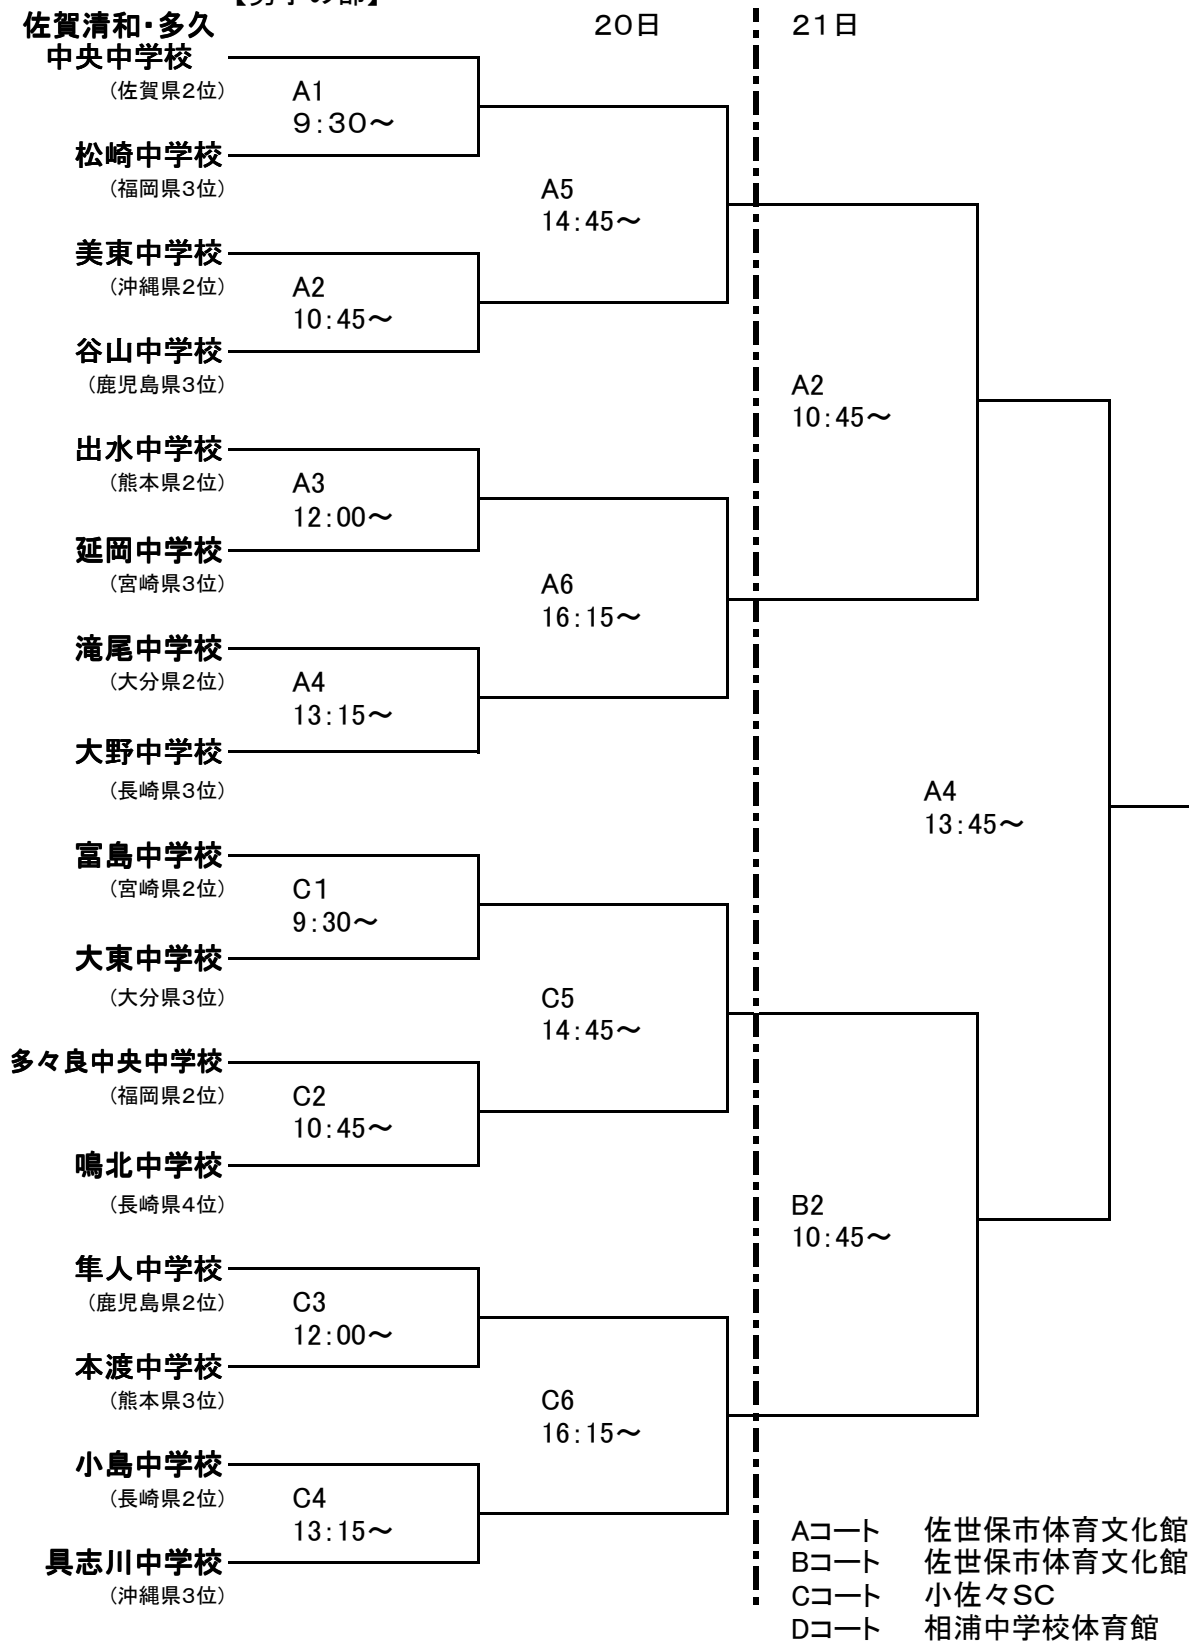 【男子の部】
佐賀清和・多久
中央中学校
20日
21日
(佐賀県2位)
A1
9:30～
松崎中学校
(福岡県3位)
A5
14:45～
美東中学校
(沖縄県2位)
A2
10:45～
谷山中学校
(鹿児島県3位)
A2
10:45～
出水中学校
(熊本県2位)
A3
12:00～
延岡中学校
(宮崎県3位)
A6
16:15～
滝尾中学校
(大分県2位)
A4
13:15～
大野中学校
(長崎県3位)
A4
13:45～
富島中学校
(宮崎県2位)
C1
9:30～
大東中学校
(大分県3位)
C5
14:45～
多々良中央中学校
(福岡県2位)
C2
10:45～
鳴北中学校
(長崎県4位)
B2
10:45～
隼人中学校
(鹿児島県2位)
C3
12:00～
本渡中学校
(熊本県3位)
C6
16:15～
小島中学校
(長崎県2位)
C4
13:15～
具志川中学校
(沖縄県3位)
Aコート 佐世保市体育文化館
Bコート 佐世保市体育文化館
Cコート 小佐々SC
Dコート 相浦中学校体育館